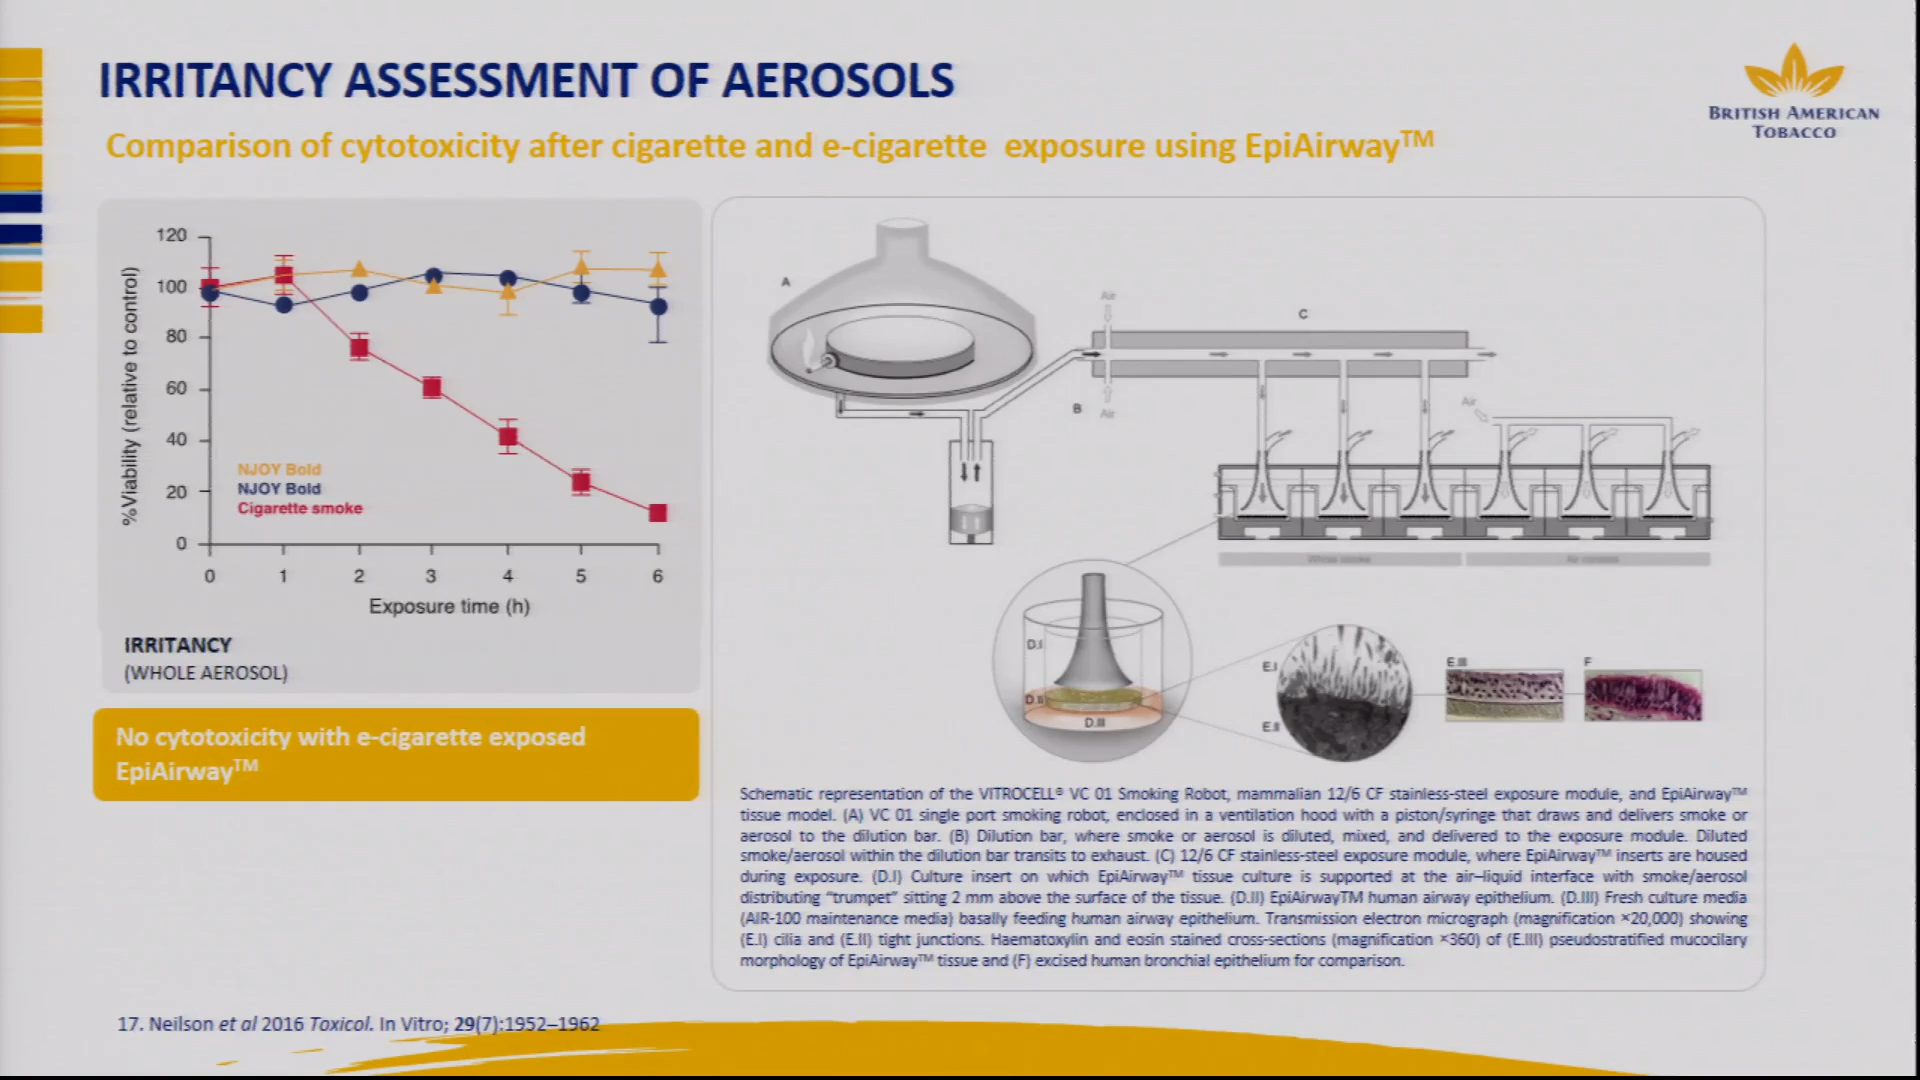 IRRITANCY ASSESSMENT OF AEROSOLS
Comparison of cytotoxicity after cigarette and e-cigarette exposure using EpiAirway™
BRITISH AMERICAN
TOBACCO
%Viability (relative to control)
120
100
80
60
40
20
0
NJOY Bold
NJOY Bold
Cigarette smoke
0 1 2 3 4 5 6
Exposure time (h)
IRRITANCY
(WHOLE AEROSOL)
No cytotoxicity with e-cigarette exposed
EpiAirway™
A
Air
C
B
Air
Air
Whole smoke
Air controls
D.I
D.II
D.III
E.I
E.II
E.III
F
Schematic representation of the VITROCELL® VC 01 Smoking Robot, mammalian 12/6 CF stainless-steel exposure module, and EpiAirway™
tissue model. (A) VC 01 single port smoking robot, enclosed in a ventilation hood with a piston/syringe that draws and delivers smoke or
aerosol to the dilution bar. (B) Dilution bar, where smoke or aerosol is diluted, mixed, and delivered to the exposure module. Diluted
smoke/aerosol within the dilution bar transits to exhaust. (C) 12/6 CF stainless-steel exposure module, where EpiAirway™ inserts are housed
during exposure. (D.I) Culture insert on which EpiAirway™ tissue culture is supported at the air–liquid interface with smoke/aerosol
distributing “trumpet” sitting 2 mm above the surface of the tissue. (D.II) EpiAirwayTM human airway epithelium. (D.III) Fresh culture media
(AIR-100 maintenance media) basally feeding human airway epithelium. Transmission electron micrograph (magnification ×20,000) showing
(E.I) cilia and (E.II) tight junctions. Haematoxylin and eosin stained cross-sections (magnification ×360) of (E.III) pseudostratified mucocilary
morphology of EpiAirway™ tissue and (F) excised human bronchial epithelium for comparison.
17. Neilson et al 2016 Toxicol. In Vitro; 29(7):1952–1962